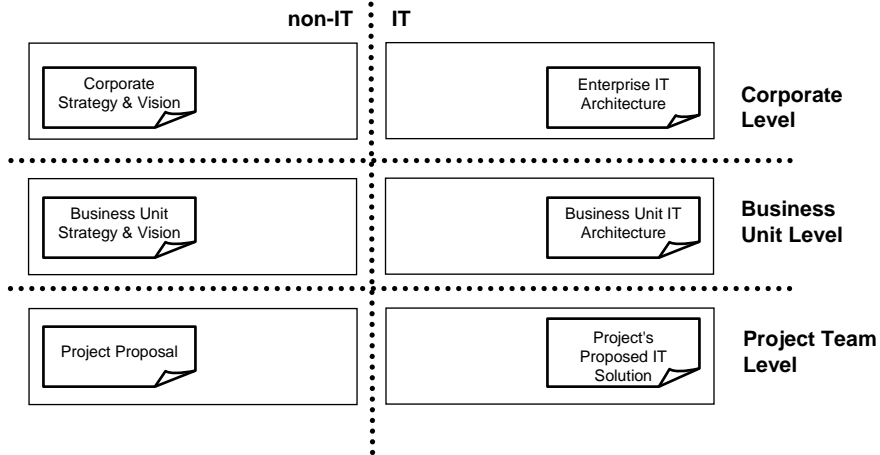 non-IT
IT
Corporate
Strategy & Vision
Enterprise IT
Architecture
Corporate
Level
Business Unit
Strategy & Vision
Business Unit IT
Architecture
Business
Unit Level
Project Proposal
Project's
Proposed IT
Solution
Project Team
Level